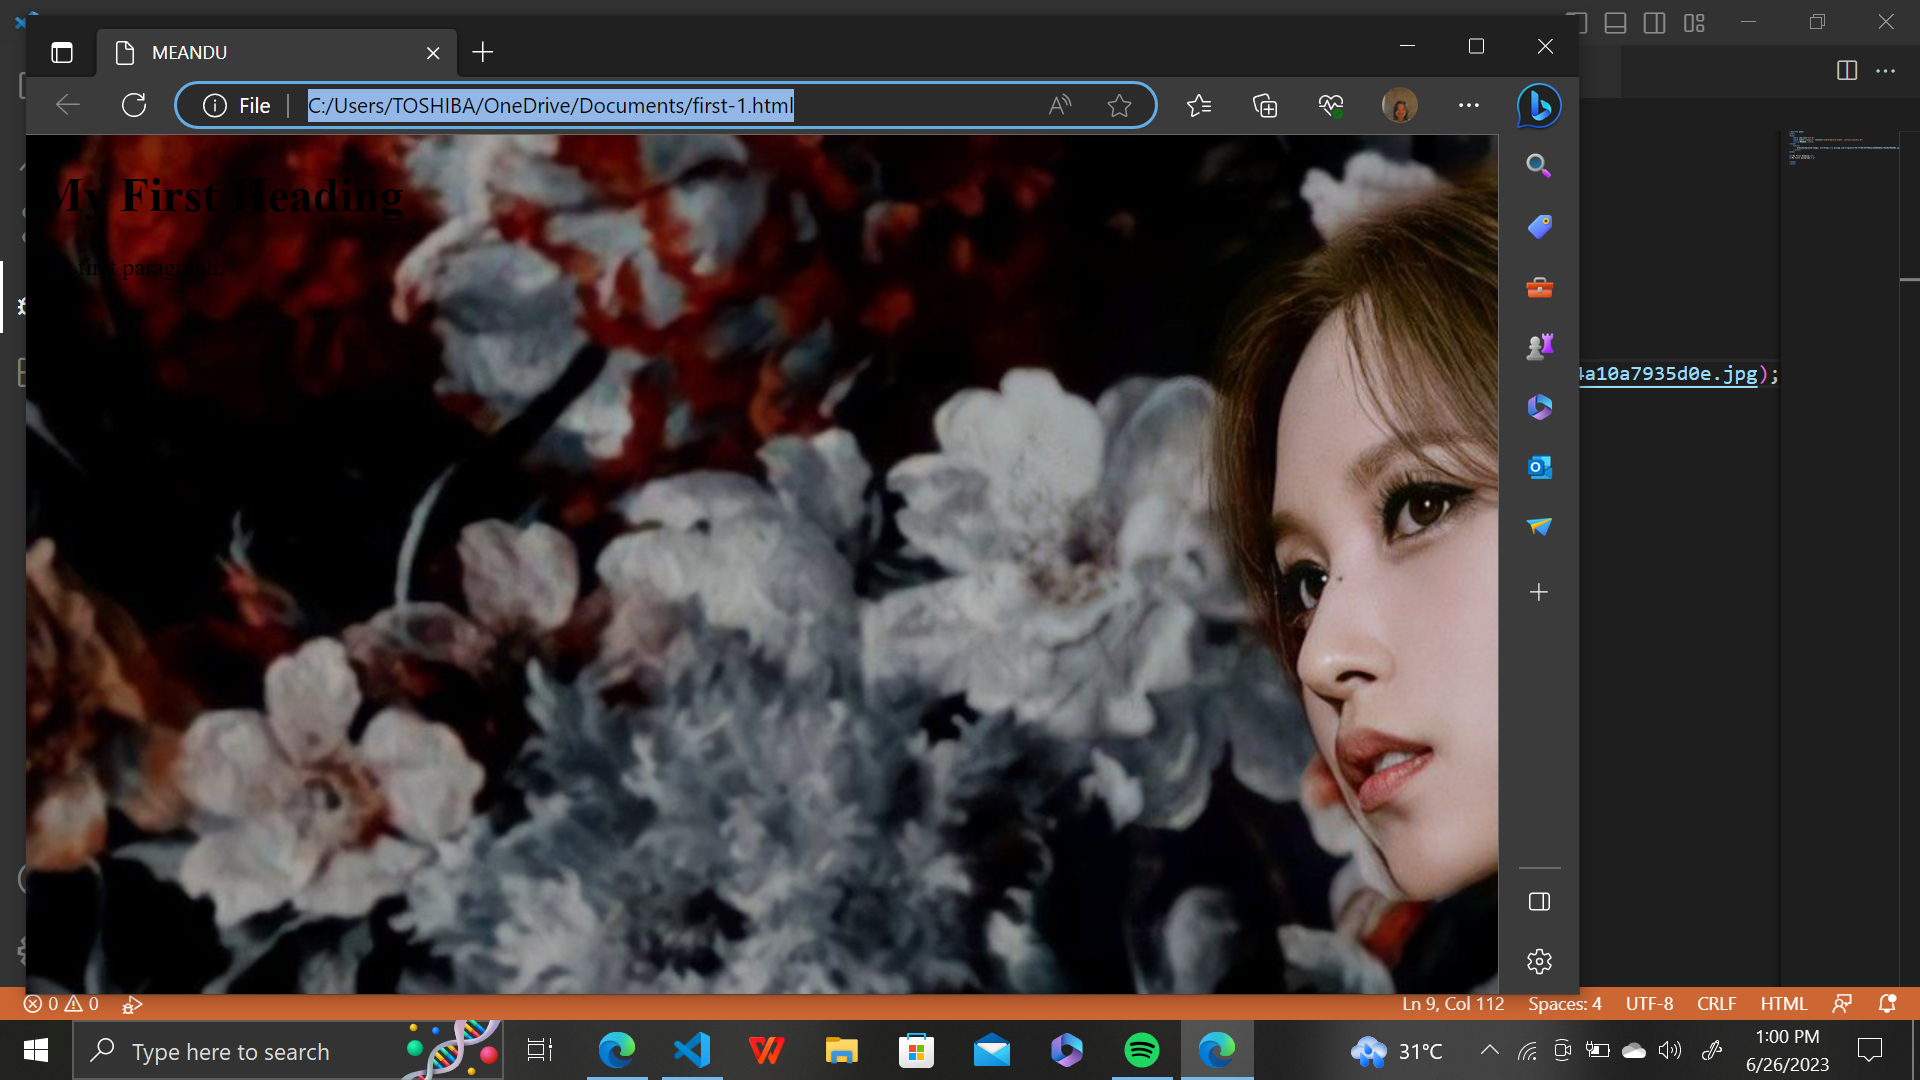 MEANDU
File
C:/Users/TOSHIBA/OneDrive/Documents/first-1.html
My First Heading
first paragraph.
4a10a7935d0e.jpg);
0 0
Ln 9, Col 112
Spaces: 4
UTF-8
CRLF
HTML
Type here to search
31°C
1:00 PM
6/26/2023